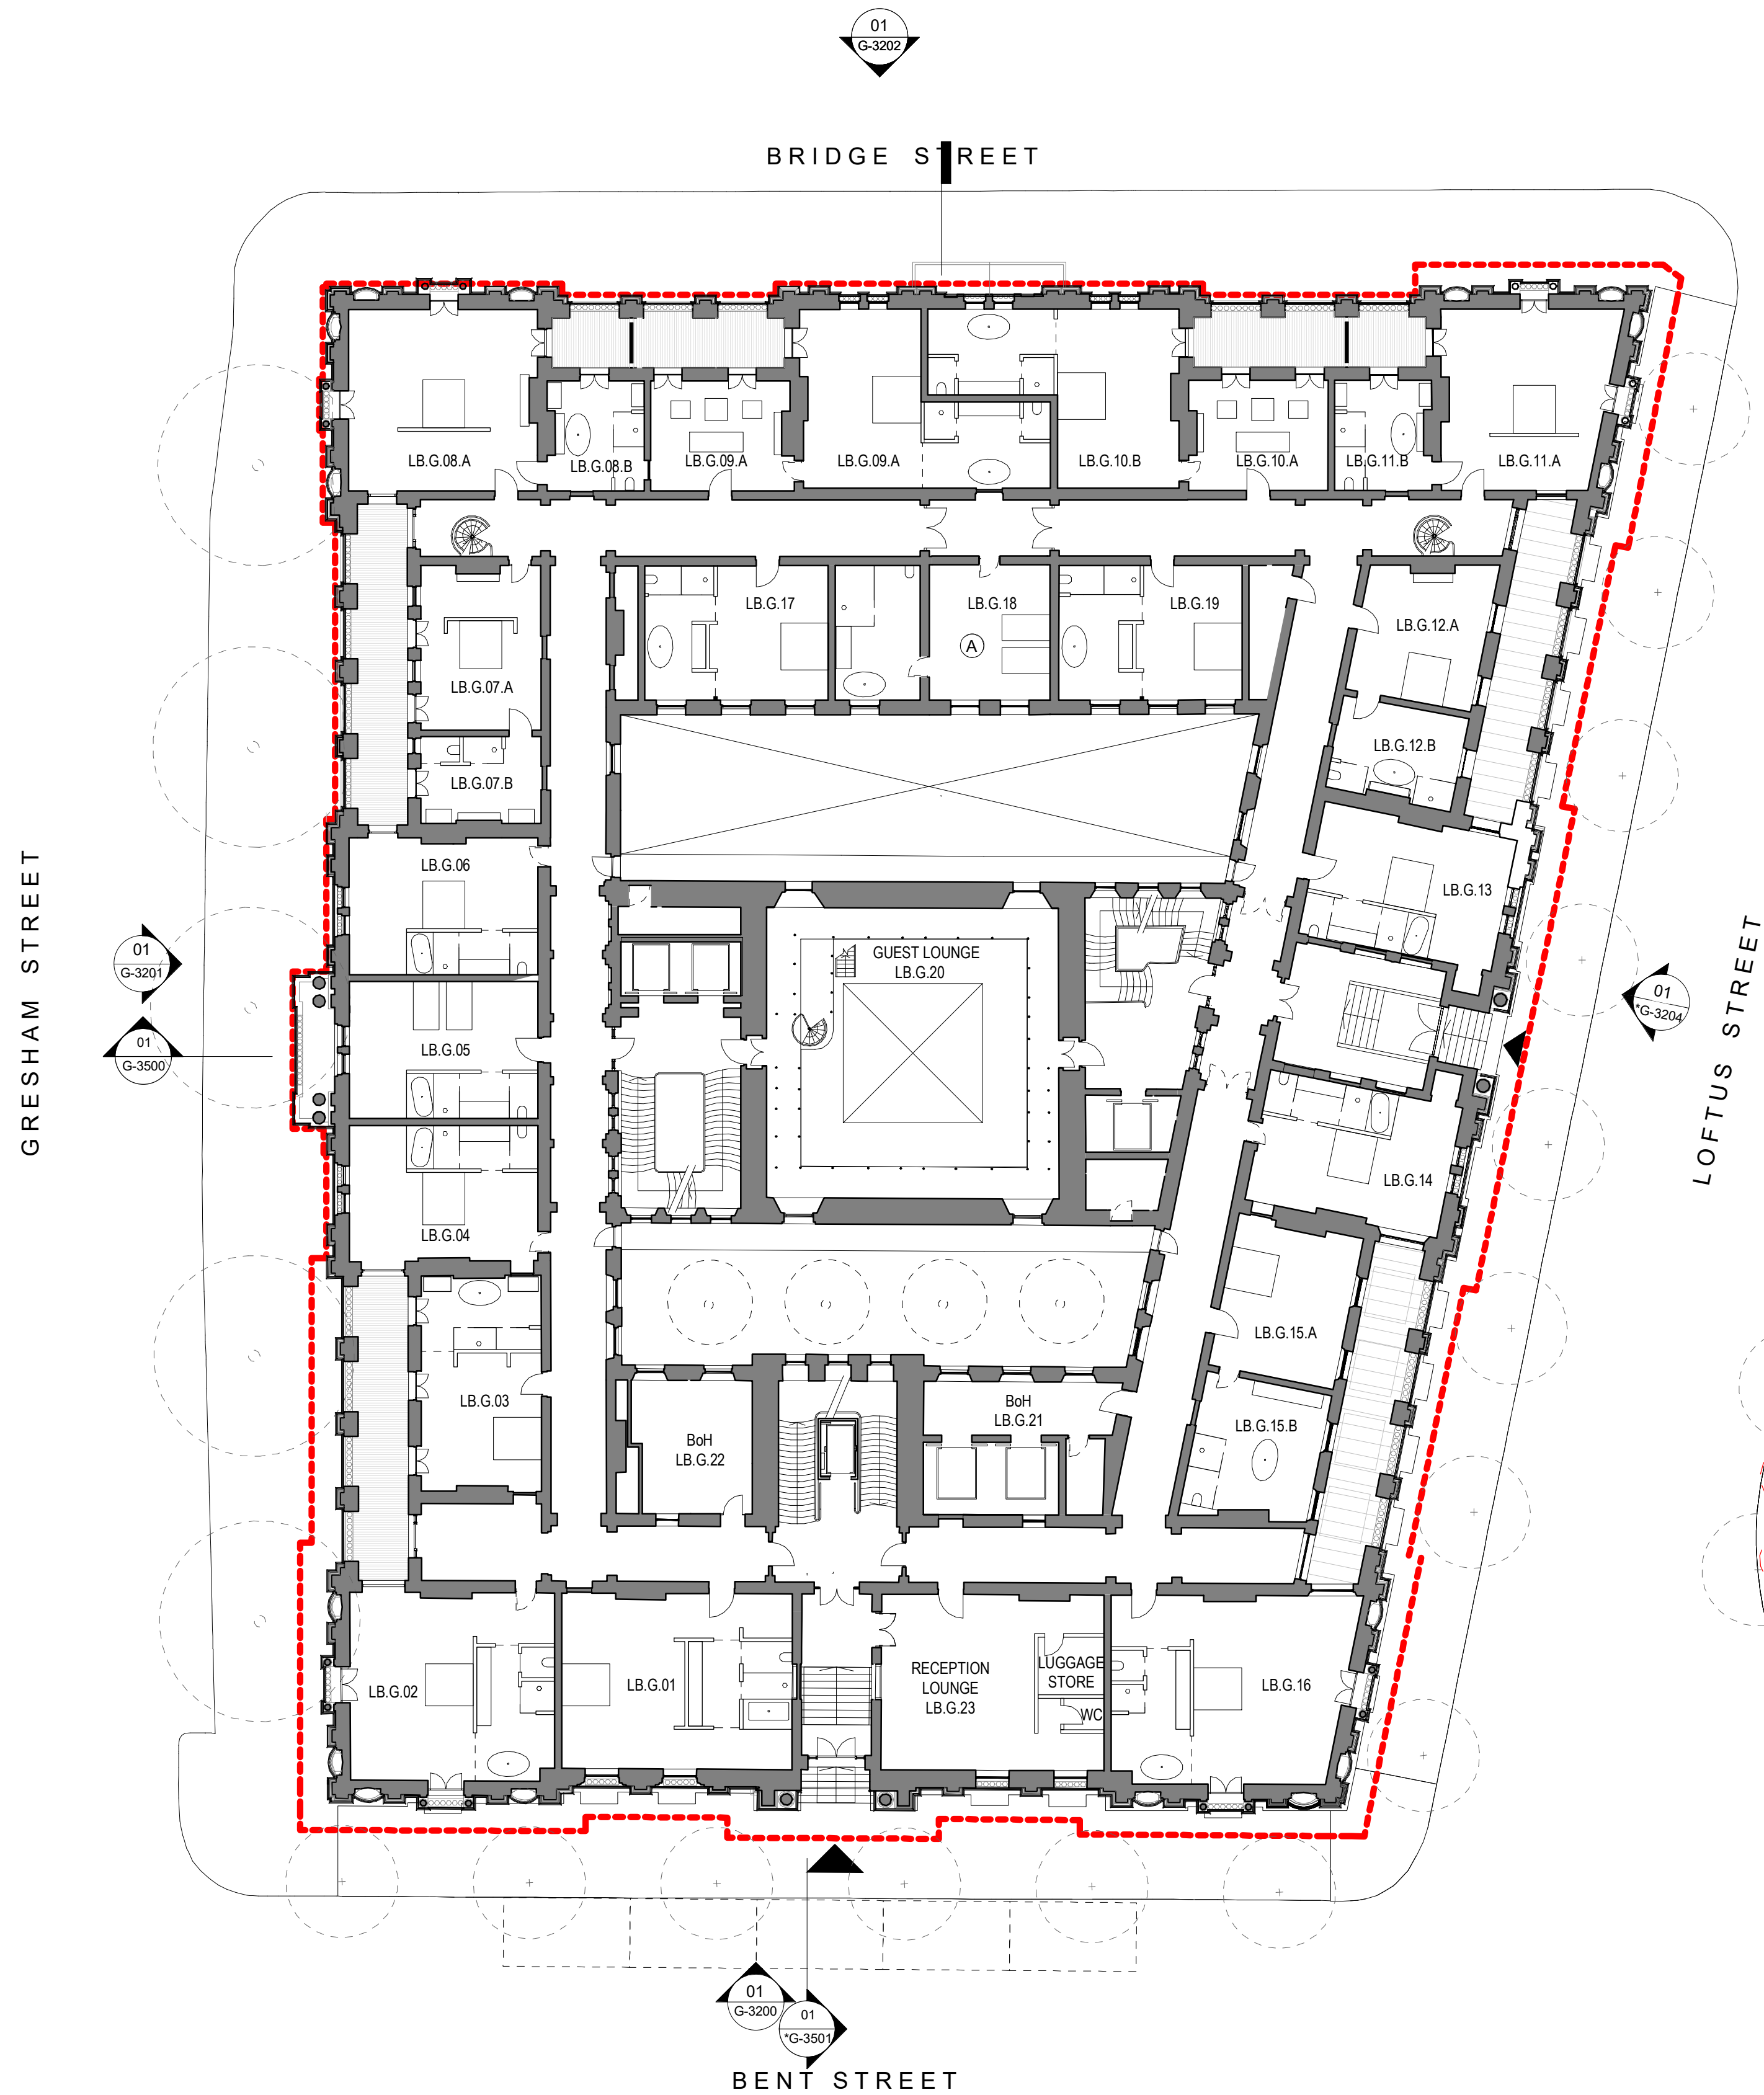 01
G-3202
BRIDGE STREET
LB.G.08.A
LB.G.08.B
LB.G.09.A
LB.G.09.A
LB.G.10.B
LB.G.10.A
LB.G.11.B
LB.G.11.A
LB.G.17
LB.G.18
A
LB.G.19
LB.G.12.A
LB.G.07.A
LB.G.12.B
LB.G.07.B
LB.G.06
LB.G.13
GUEST LOUNGE
LB.G.20
GRESHAM STREET
01
G-3201
01
G-3500
LB.G.05
01
*G-3204
LOFTUS STREET
LB.G.14
LB.G.04
LB.G.15.A
LB.G.03
BoH
LB.G.21
LB.G.15.B
BoH
LB.G.22
LB.G.02
LB.G.01
RECEPTION
LOUNGE
LB.G.23
LUGGAGE
STORE
WC
LB.G.16
01
G-3200
01
*G-3501
BENT STREET